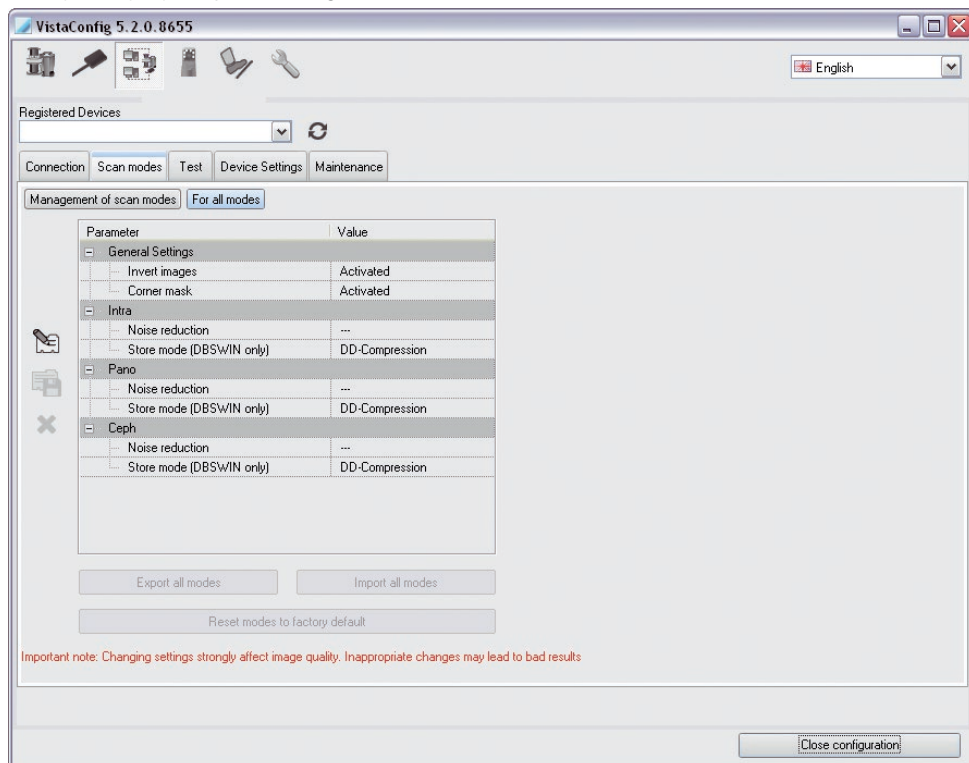 VistaConfig 5.2.0.8655
English
Registered Devices
Connection Scan modes Test Device Settings Maintenance
Management of scan modes For all modes
Parameter Value
General Settings
Invert images Activated
Corner mask Activated
Intra
Noise reduction ---
Store mode (DBSWIN only) DD-Compression
Pano
Noise reduction ---
Store mode (DBSWIN only) DD-Compression
Ceph
Noise reduction ---
Store mode (DBSWIN only) DD-Compression
Export all modes Import all modes
Reset modes to factory default
Important note: Changing settings strongly affect image quality. Inappropriate changes may lead to bad results
Close configuration